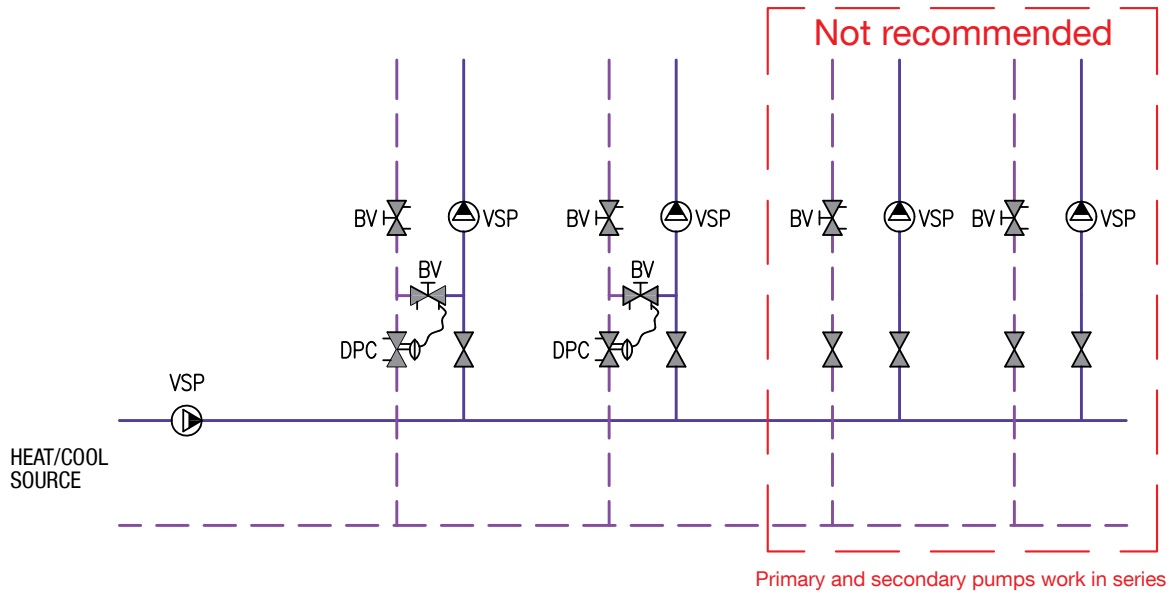 Not recommended
BV VSP BV VSP BV VSP BV VSP
BV BV
DPC DPC
VSP
HEAT/COOL
SOURCE
Primary and secondary pumps work in series